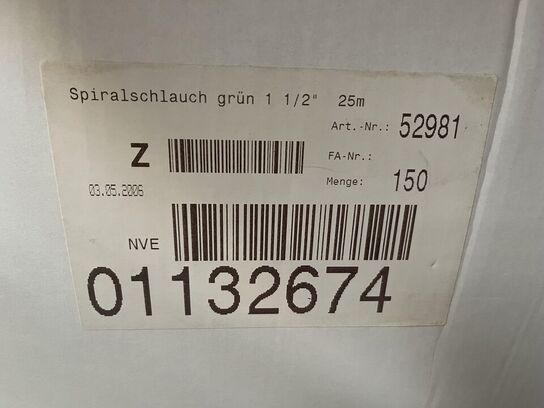 Spiralschlauch grün 1 1/2" 25m
Art.-Nr.: 52981
Z
FA-Nr.:
Menge: 150
03.05.2006
NVE
01132674